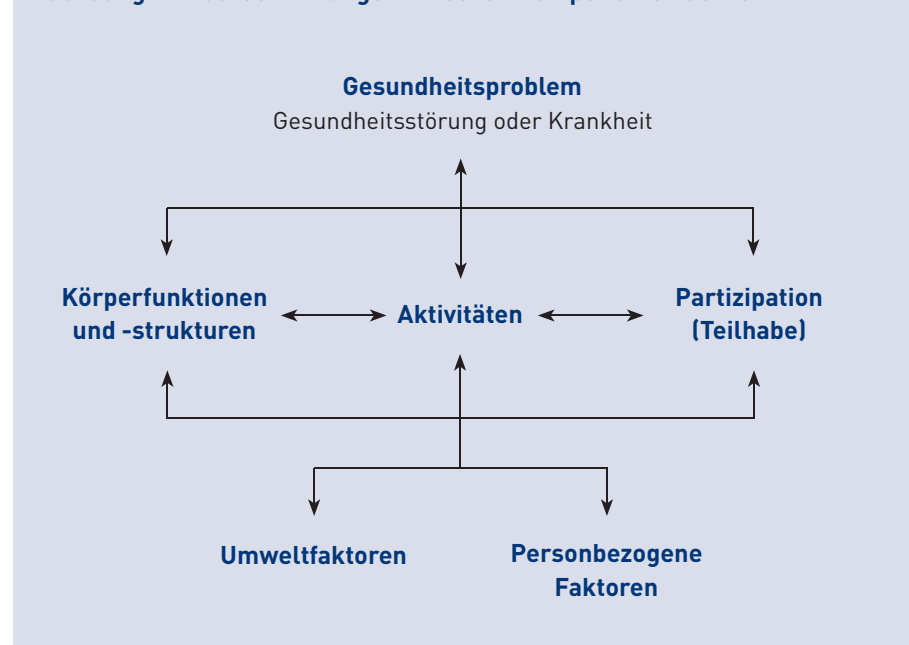 Gesundheitsproblem
Gesundheitsstörung oder Krankheit
Körperfunktionen
und -strukturen
Aktivitäten
Partizipation
(Teilhabe)
Umweltfaktoren
Personbezogene
Faktoren